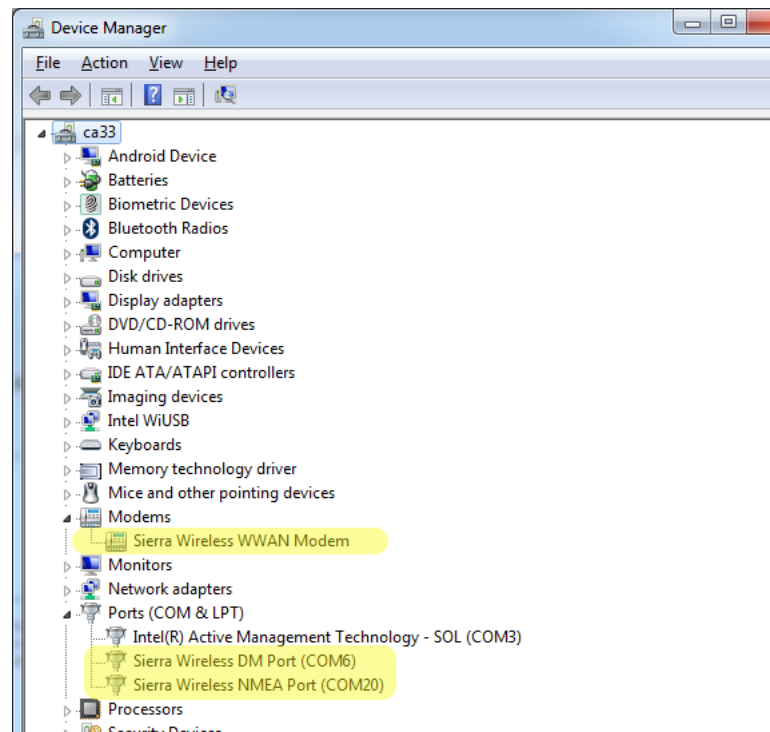 Device Manager
File Action View Help
ca33
Android Device
Batteries
Biometric Devices
Bluetooth Radios
Computer
Disk drives
Display adapters
DVD/CD-ROM drives
Human Interface Devices
IDE ATA/ATAPI controllers
Imaging devices
Intel WiUSB
Keyboards
Memory technology driver
Mice and other pointing devices
Modems
Sierra Wireless WWAN Modem
Monitors
Network adapters
Ports (COM & LPT)
Intel(R) Active Management Technology - SOL (COM3)
Sierra Wireless DM Port (COM6)
Sierra Wireless NMEA Port (COM20)
Processors
Security Devices